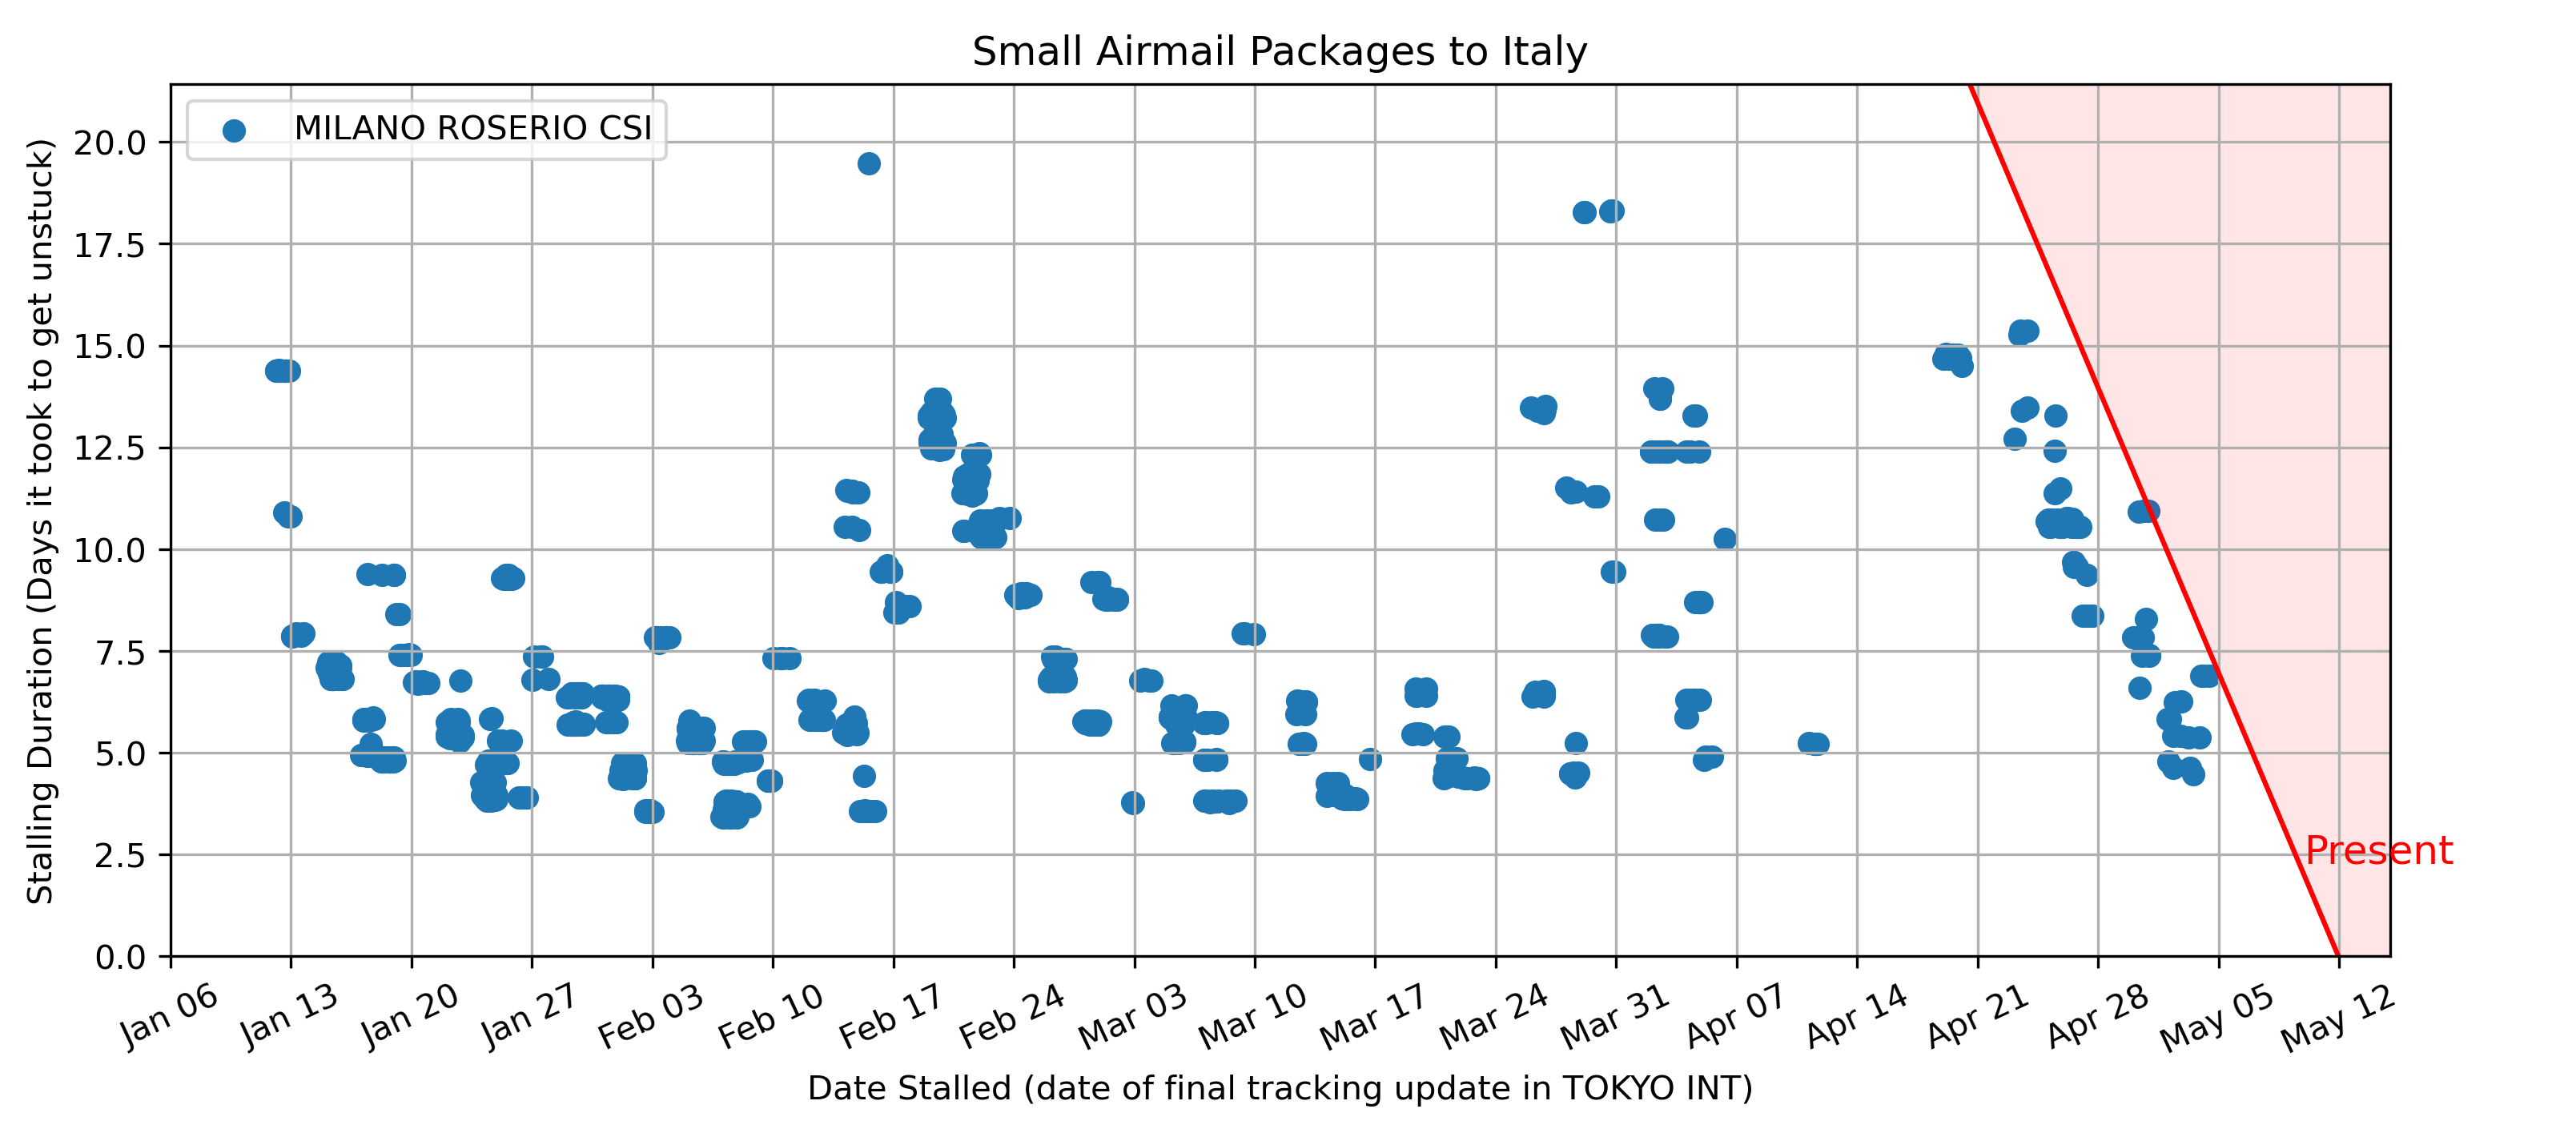 Small Airmail Packages to Italy
MILANO ROSERIO CSI
Stalling Duration (Days it took to get unstuck)
20.0
17.5
15.0
12.5
10.0
7.5
5.0
2.5
0.0
Present
Jan 06 Jan 13 Jan 20 Jan 27 Feb 03 Feb 10 Feb 17 Feb 24 Mar 03 Mar 10 Mar 17 Mar 24 Mar 31 Apr 07 Apr 14 Apr 21 Apr 28 May 05 May 12
Date Stalled (date of final tracking update in TOKYO INT)